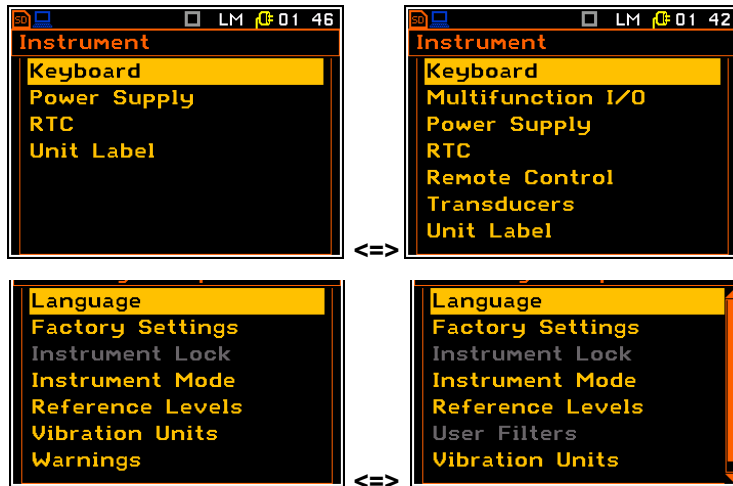 LM 01 46
Instrument
Keyboard
Power Supply
RTC
Unit Label
<=>
LM 01 42
Instrument
Keyboard
Multifunction I/O
Power Supply
RTC
Remote Control
Transducers
Unit Label
Language
Factory Settings
Instrument Lock
Instrument Mode
Reference Levels
Vibration Units
Warnings
<=>
Language
Factory Settings
Instrument Lock
Instrument Mode
Reference Levels
User Filters
Vibration Units